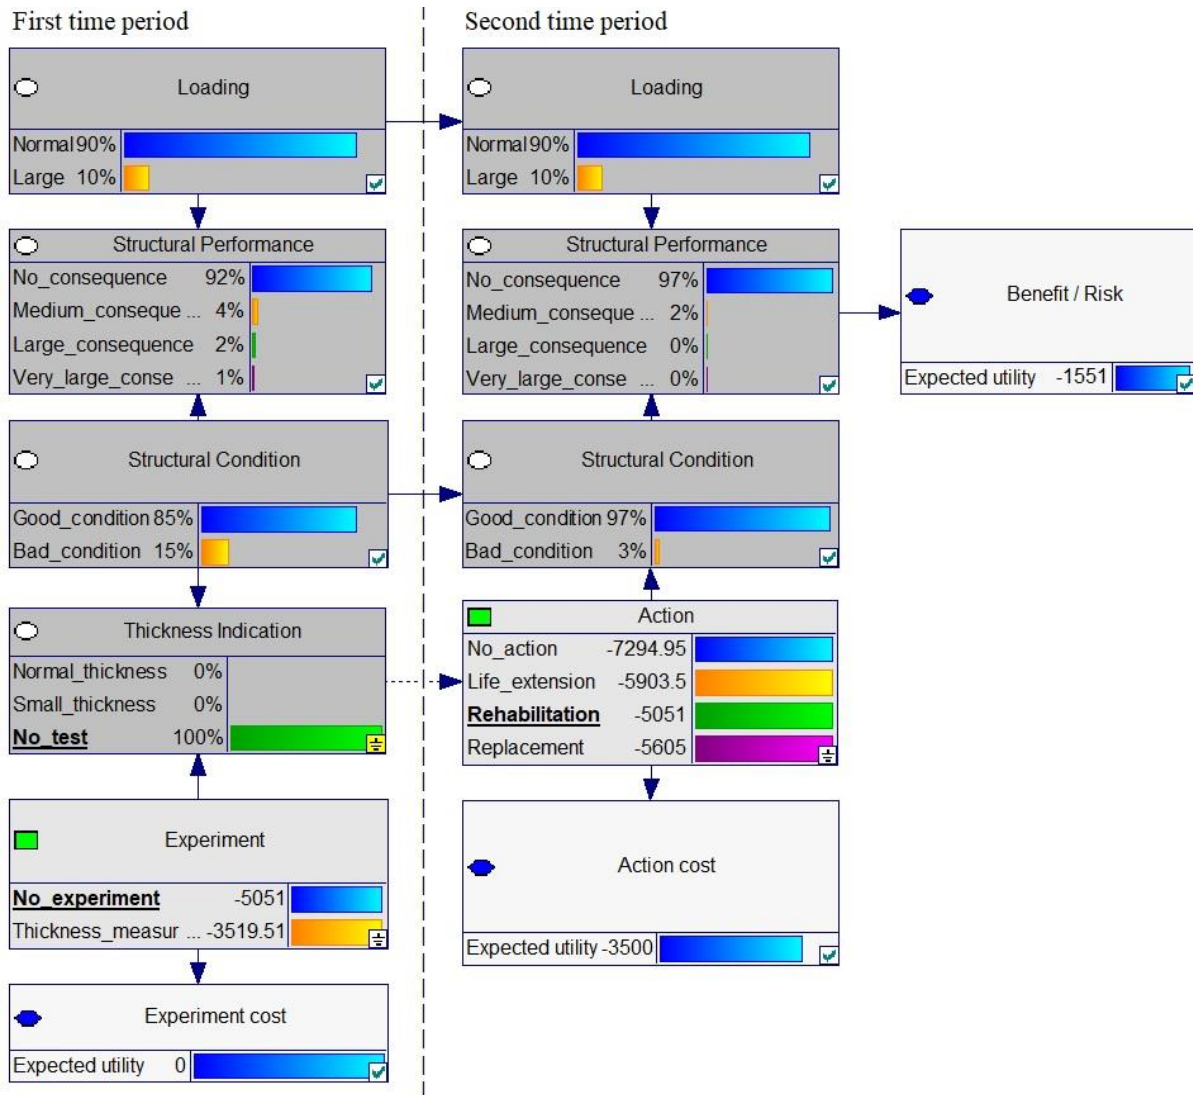 First time period
Second time period
Loading
Normal 90%
Large 10%
Loading
Normal 90%
Large 10%
Structural Performance
No_consequence 92%
Medium_conseque ... 4%
Large_consequence 2%
Very_large_conse ... 1%
Structural Performance
No_consequence 97%
Medium_conseque ... 2%
Large_consequence 0%
Very_large_conse ... 0%
Benefit / Risk
Expected utility -1551
Structural Condition
Good_condition 85%
Bad_condition 15%
Structural Condition
Good_condition 97%
Bad_condition 3%
Thickness Indication
Normal_thickness 0%
Small_thickness 0%
No_test 100%
Action
No_action -7294.95
Life_extension -5903.5
Rehabilitation -5051
Replacement -5605
Experiment
No_experiment -5051
Thickness_measur ... -3519.51
Action cost
Expected utility -3500
Experiment cost
Expected utility 0